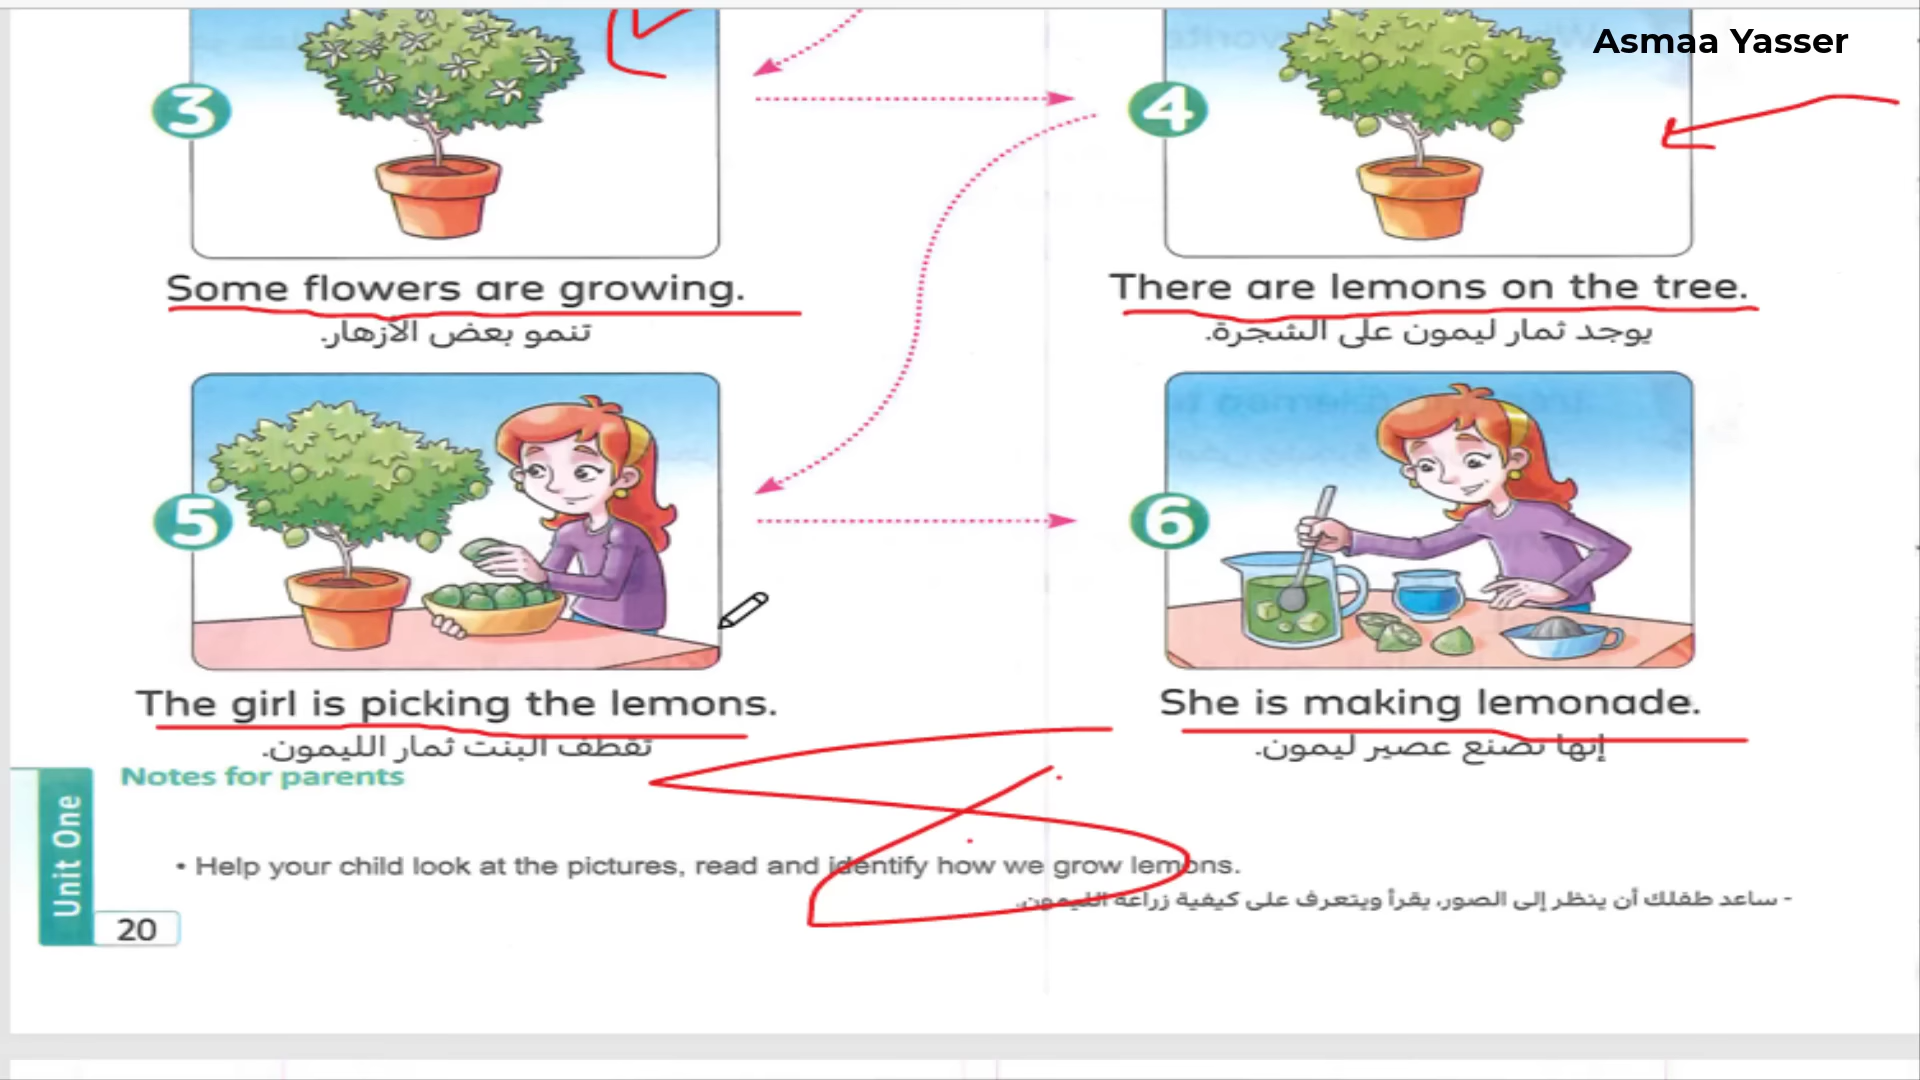 Asmaa Yasser
3
4
Some flowers are growing.
تنمو بعض الأزهار.
There are lemons on the tree.
يوجد ثمار ليمون على الشجرة.
5
6
The girl is picking the lemons.
تقطف البنت ثمار الليمون.
She is making lemonade.
إنها تصنع عصير ليمون.
Notes for parents
• Help your child look at the pictures, read and identify how we grow lemons.
- ساعد طفلك أن ينظر إلى الصور، يقرأ ويتعرف على كيفية زراعة الليمون.
Unit One
20